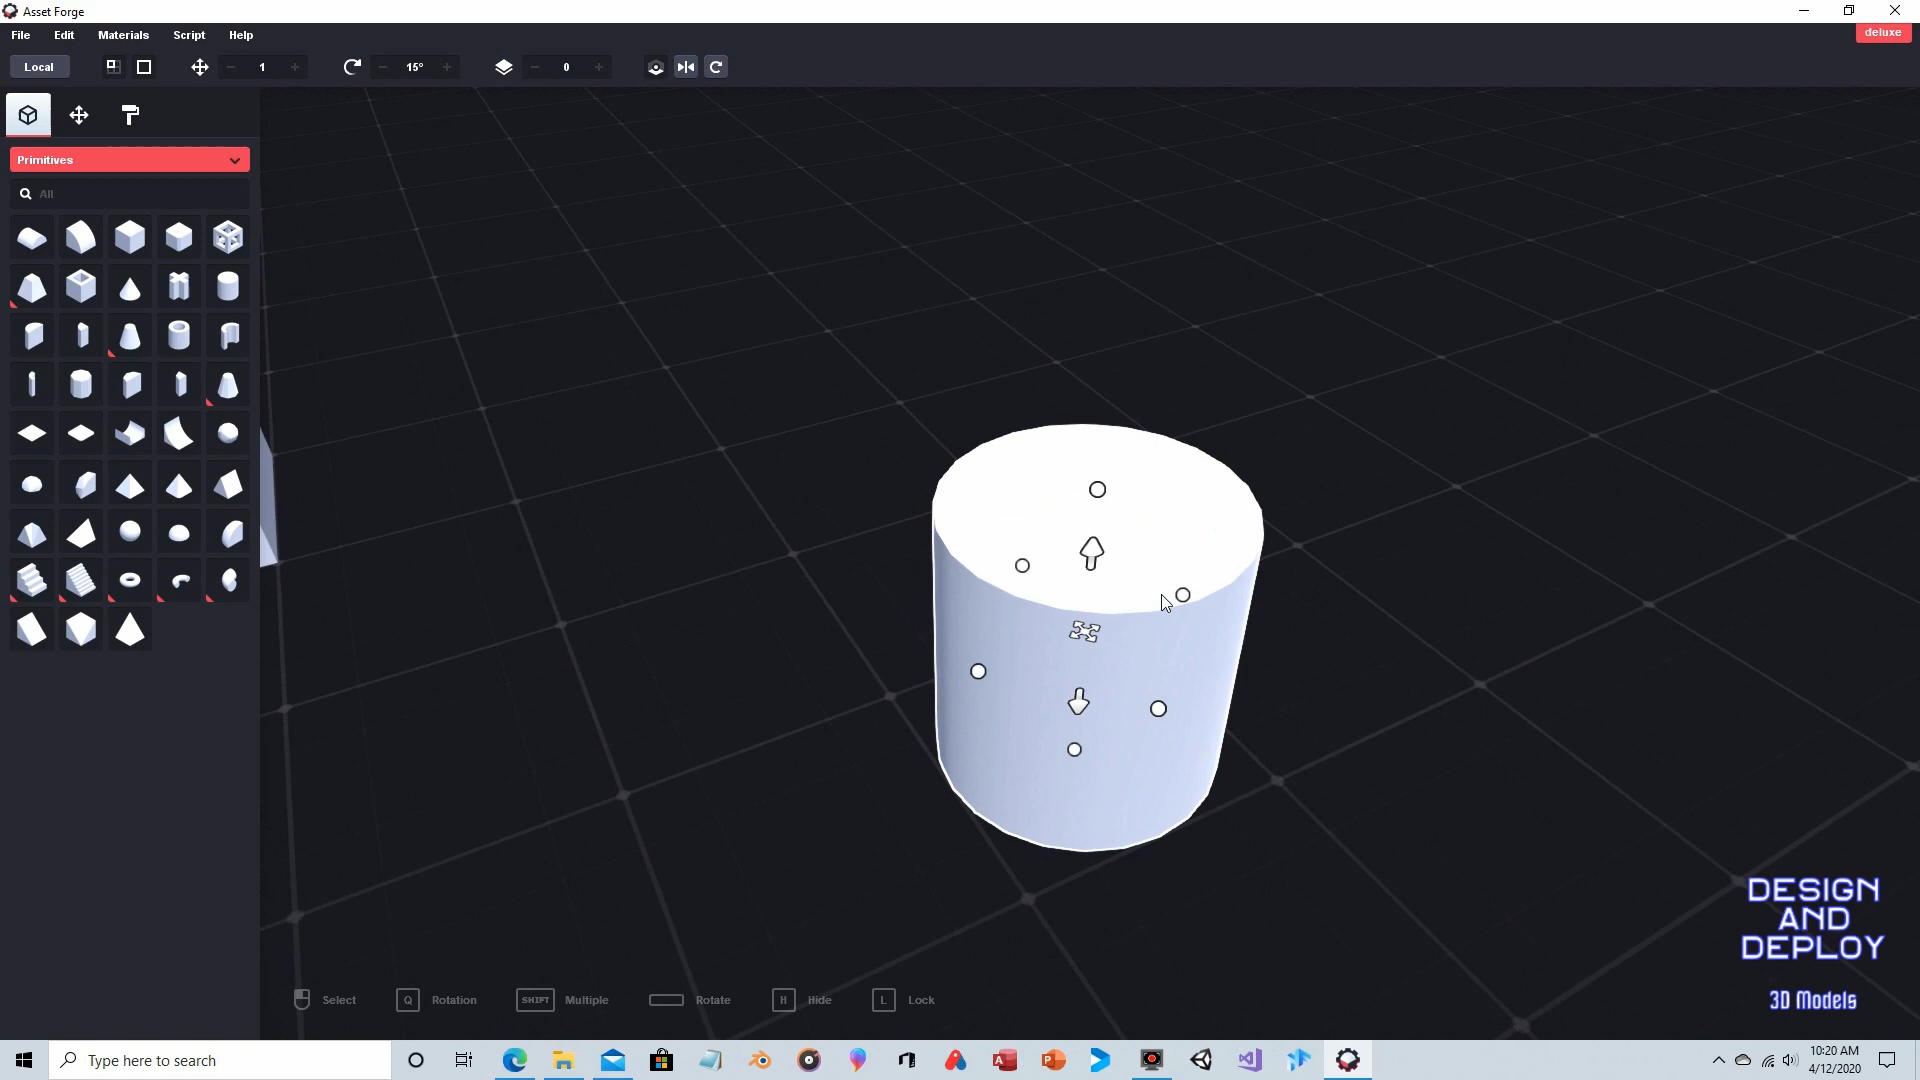 Asset Forge
File Edit Materials Script Help
deluxe
Local 1 15° 0
Primitives
All
DESIGN
AND
DEPLOY
3D Models
Select Q Rotation SHIFT Multiple Rotate H Hide L Lock
Type here to search
10:20 AM
4/12/2020